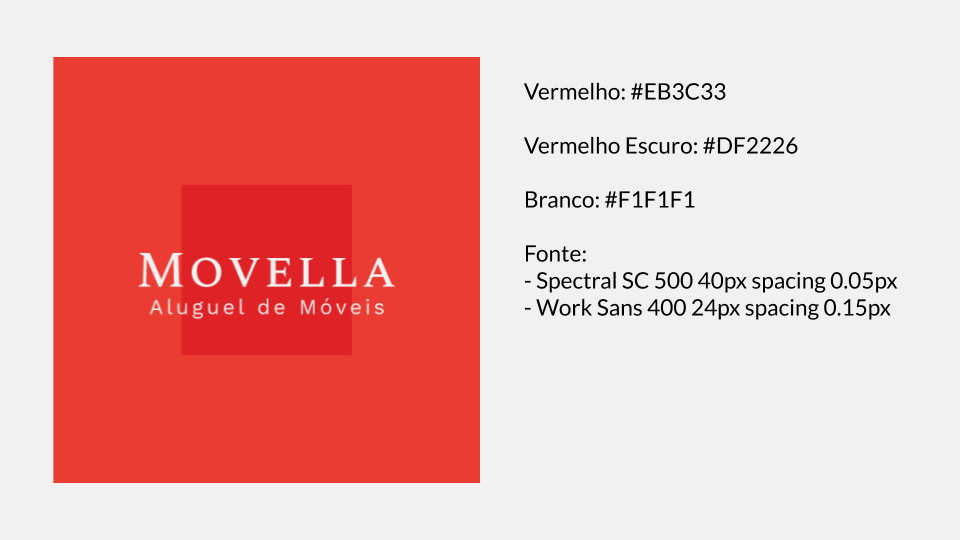 MOVELLA
Aluguel de Móveis
Vermelho: #EB3C33
Vermelho Escuro: #DF2226
Branco: #F1F1F1
Fonte:
- Spectral SC 500 40px spacing 0.05px
- Work Sans 400 24px spacing 0.15px